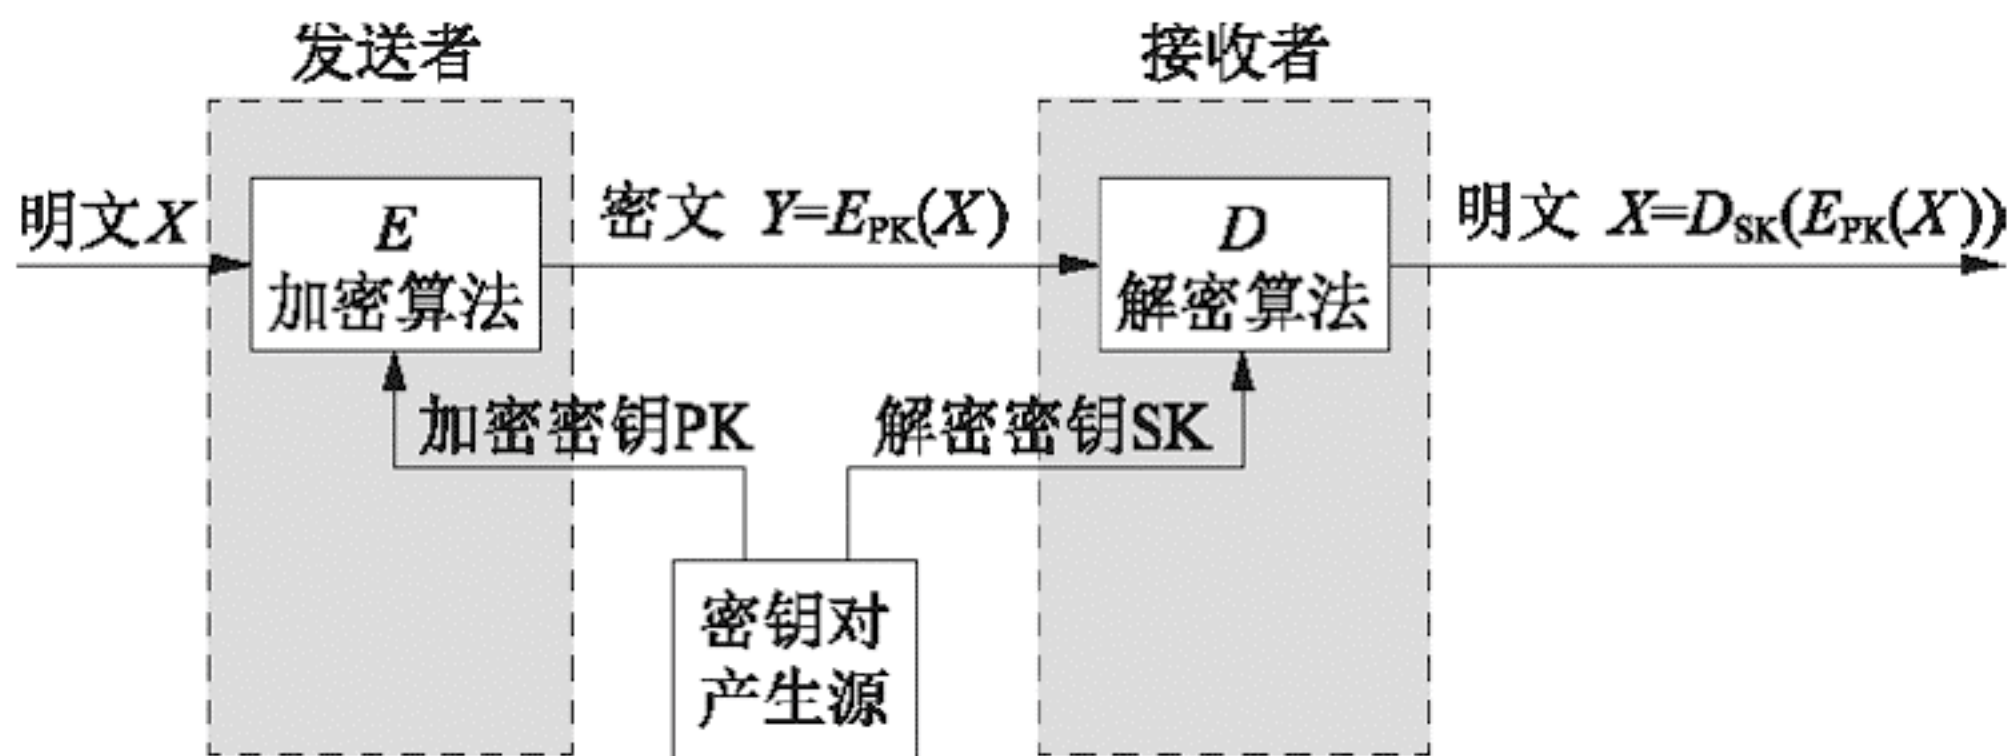 发送者
接收者
明文X
E
加密算法
密文 Y=E_PK(X)
D
解密算法
明文 X=D_SK(E_PK(X))
加密密钥PK
解密密钥SK
密钥对
产生源